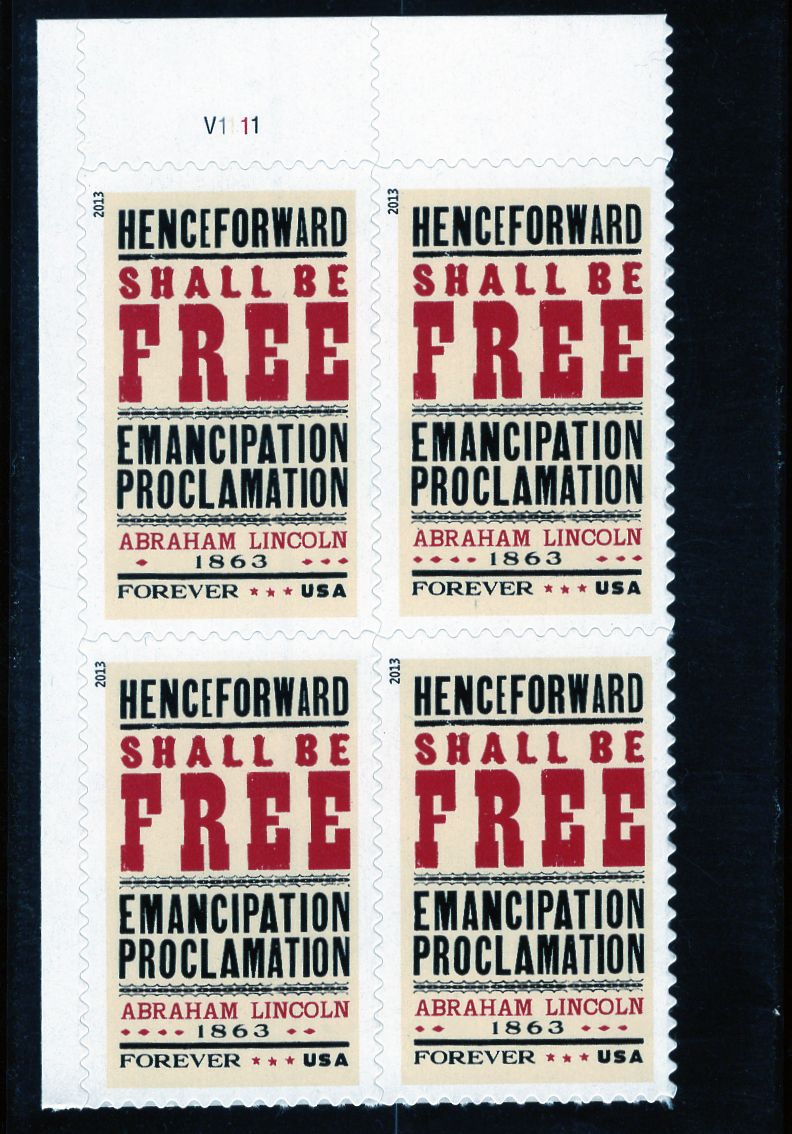 V1111
2013
HENCEFORWARD
SHALL BE
FREE
EMANCIPATION
PROCLAMATION
ABRAHAM LINCOLN
1863
FOREVER USA
2013
HENCEFORWARD
SHALL BE
FREE
EMANCIPATION
PROCLAMATION
ABRAHAM LINCOLN
1863
FOREVER USA
2013
HENCEFORWARD
SHALL BE
FREE
EMANCIPATION
PROCLAMATION
ABRAHAM LINCOLN
1863
FOREVER USA
2013
HENCEFORWARD
SHALL BE
FREE
EMANCIPATION
PROCLAMATION
ABRAHAM LINCOLN
1863
FOREVER USA